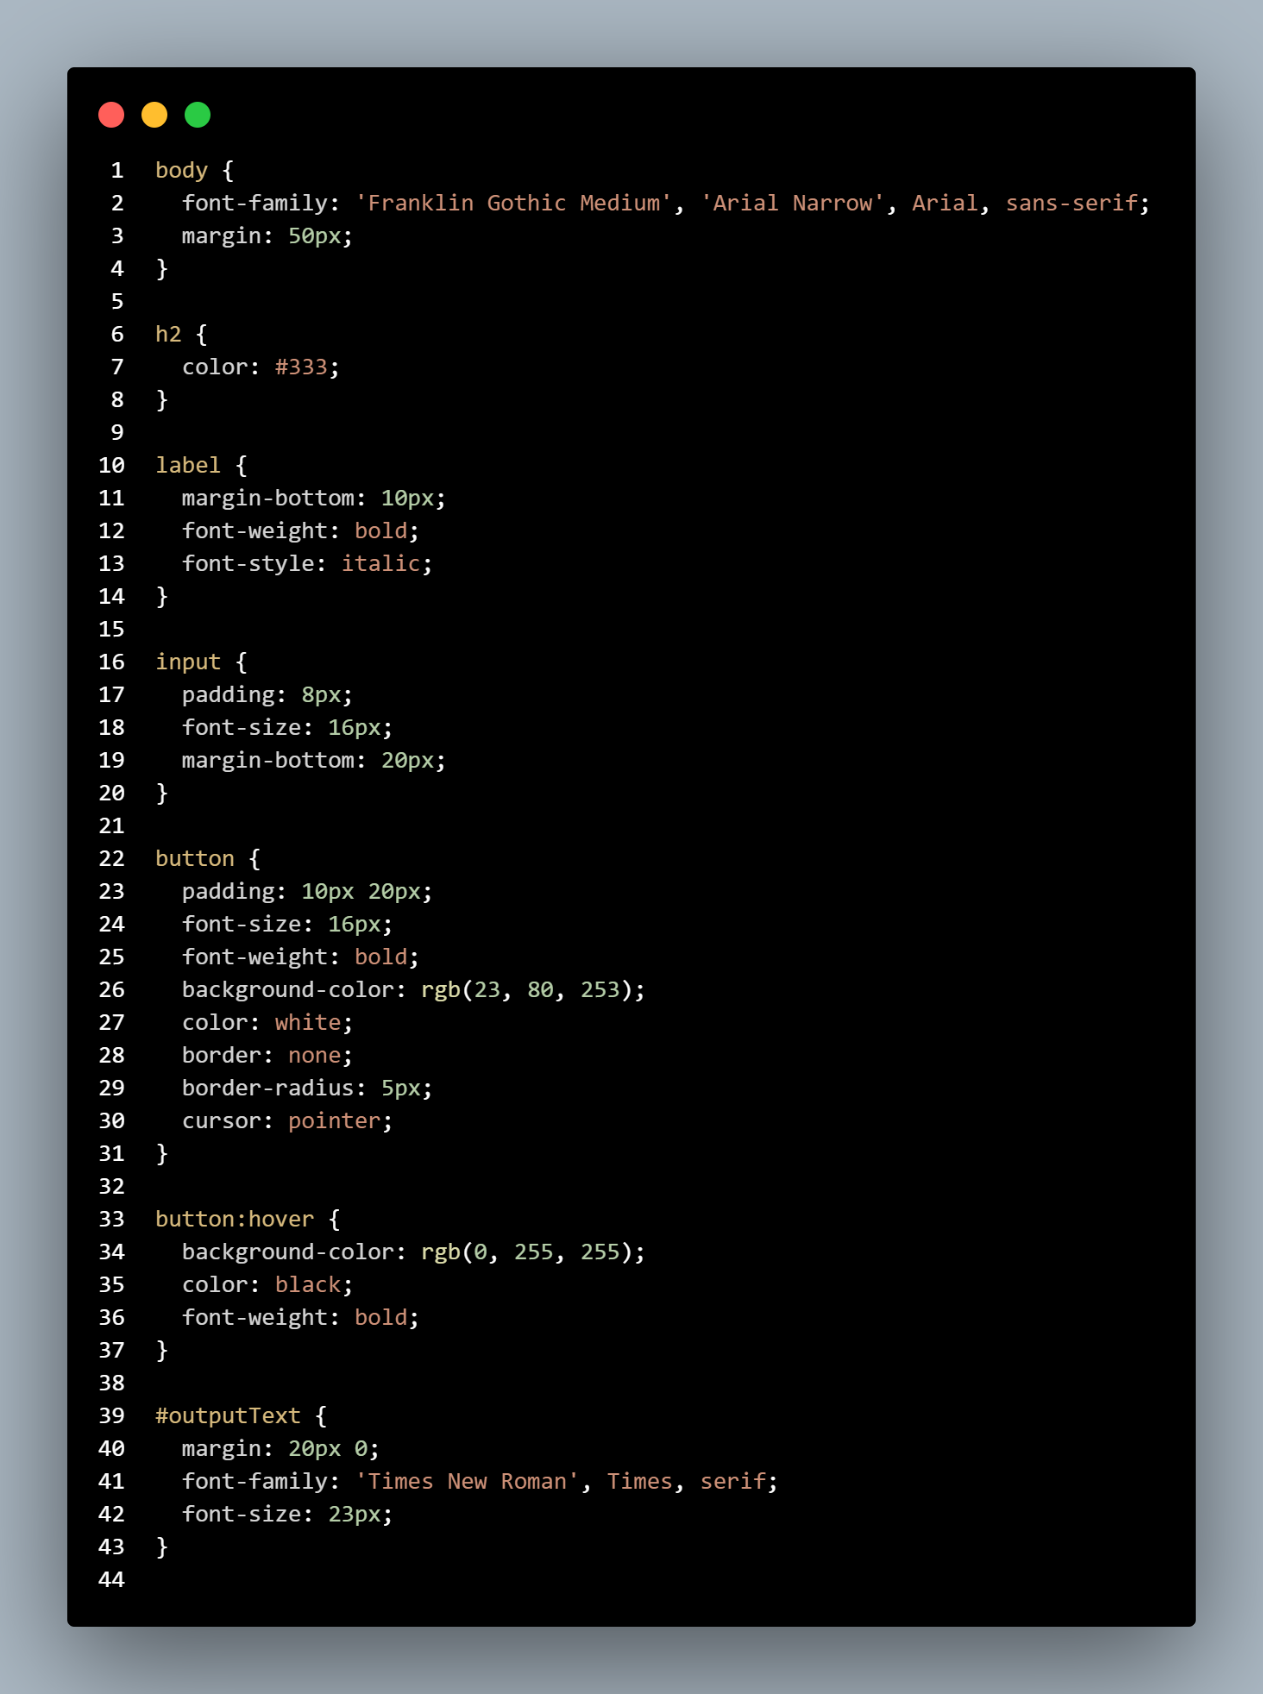 1 body {
2   font-family: 'Franklin Gothic Medium', 'Arial Narrow', Arial, sans-serif;
3   margin: 50px;
4 }
5
6 h2 {
7   color: #333;
8 }
9
10 label {
11   margin-bottom: 10px;
12   font-weight: bold;
13   font-style: italic;
14 }
15
16 input {
17   padding: 8px;
18   font-size: 16px;
19   margin-bottom: 20px;
20 }
21
22 button {
23   padding: 10px 20px;
24   font-size: 16px;
25   font-weight: bold;
26   background-color: rgb(23, 80, 253);
27   color: white;
28   border: none;
29   border-radius: 5px;
30   cursor: pointer;
31 }
32
33 button:hover {
34   background-color: rgb(0, 255, 255);
35   color: black;
36   font-weight: bold;
37 }
38
39 #outputText {
40   margin: 20px 0;
41   font-family: 'Times New Roman', Times, serif;
42   font-size: 23px;
43 }
44